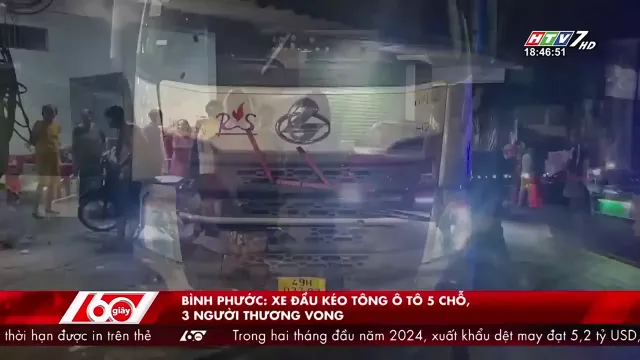 HTV7 HD
18:46:51
49H
60 giây
BÌNH PHƯỚC: XE ĐẦU KÉO TÔNG Ô TÔ 5 CHỖ,
3 NGƯỜI THƯƠNG VONG
thời hạn được in trên thẻ Trong hai tháng đầu năm 2024, xuất khẩu dệt may đạt 5,2 tỷ USD,